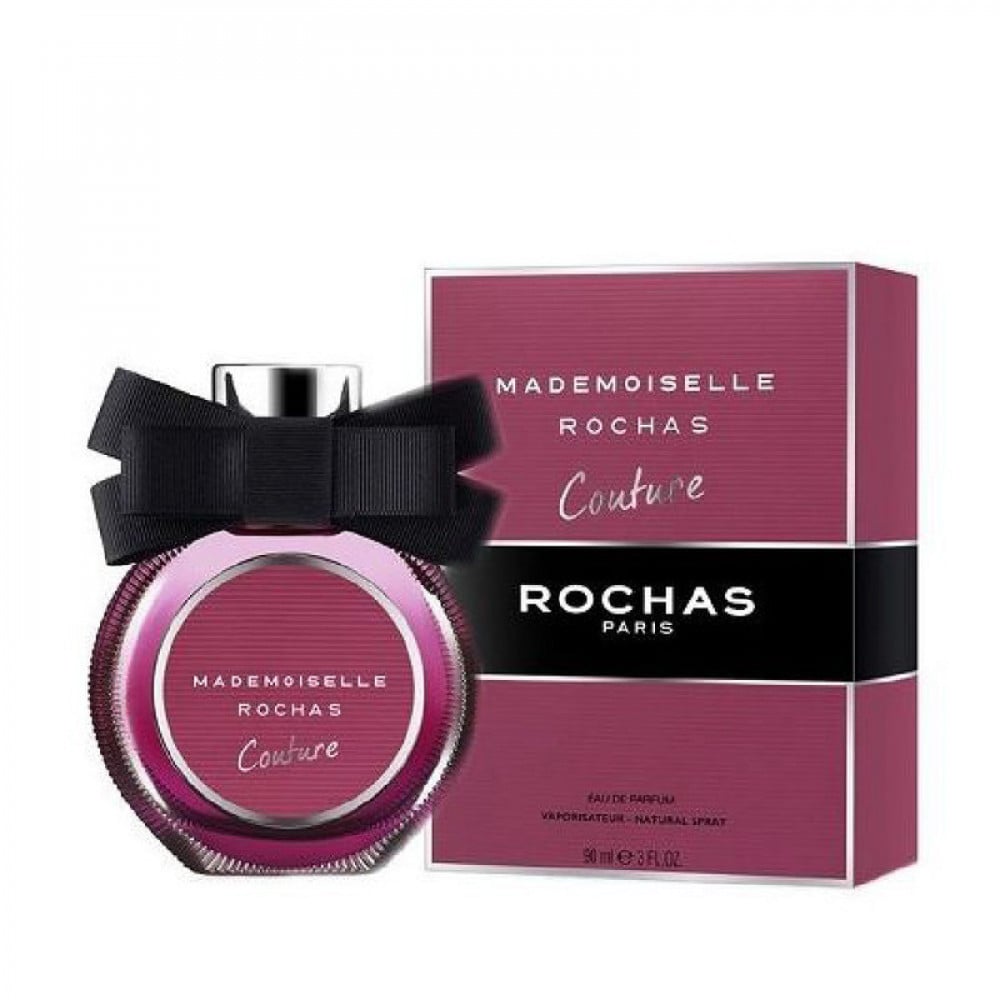 MADEMOISELLE
ROCHAS
Couture
ROCHAS
PARIS
EAU DE PARFUM
VAPORISATEUR - NATURAL SPRAY
90 ml e 3 FL.OZ.
MADEMOISELLE
ROCHAS
Couture